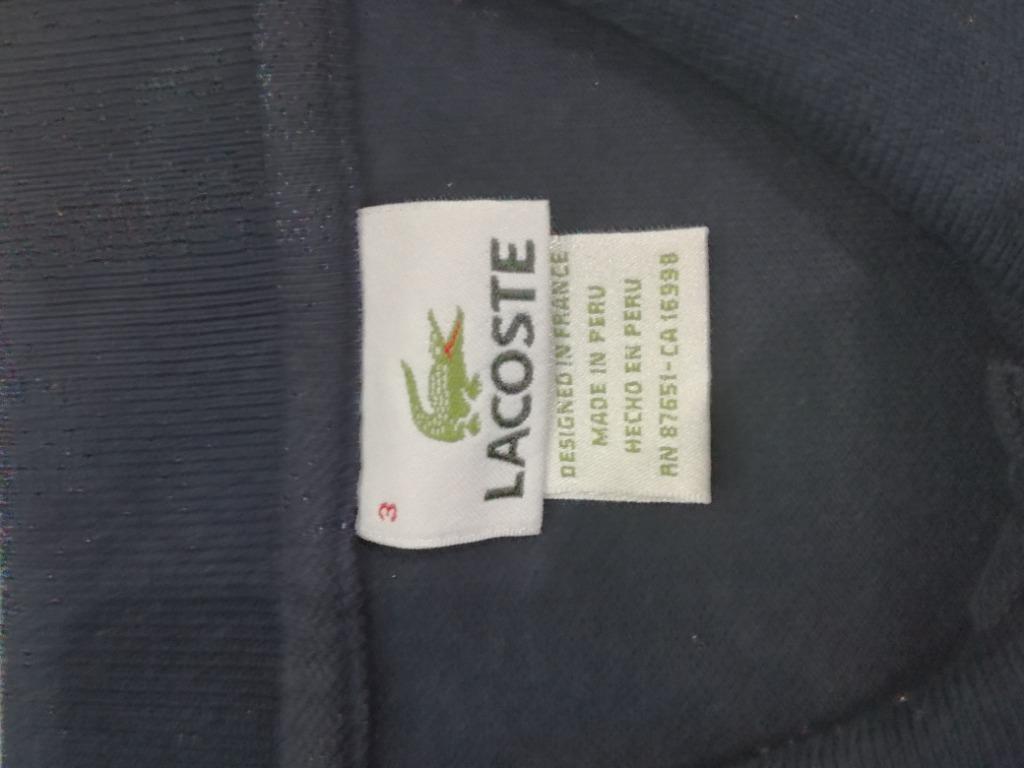 3
LACOSTE
DESIGNED IN FRANCE
MADE IN PERU
HECHO EN PERU
RN 87651-CA 16998